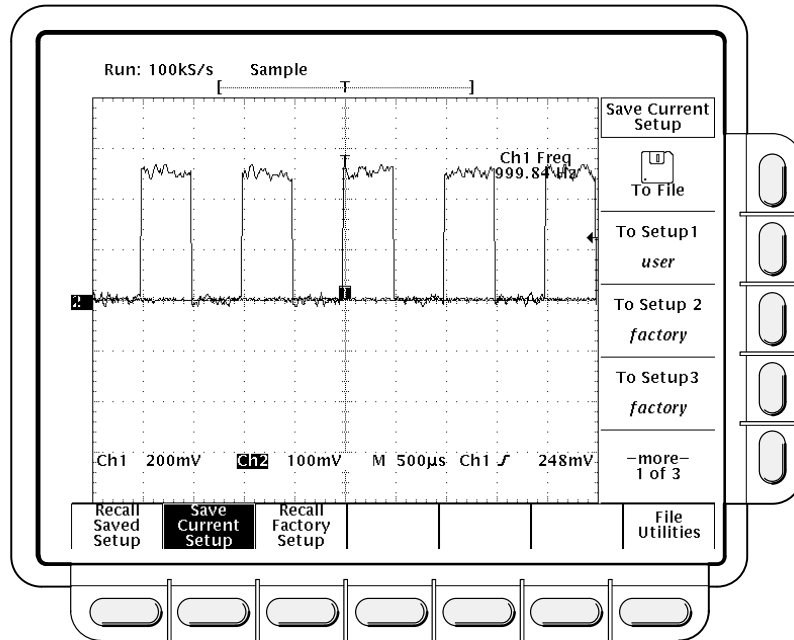 Run: 100kS/s Sample
[ T ]
Save Current
Setup
To File
Ch1 Freq
999.84 Hz
To Setup1
user
T
2
To Setup 2
factory
To Setup3
factory
Ch1 200mV Ch2 100mV M 500µs Ch1 248mV
–more–
1 of 3
Recall
Saved
Setup
Save
Current
Setup
Recall
Factory
Setup
File
Utilities